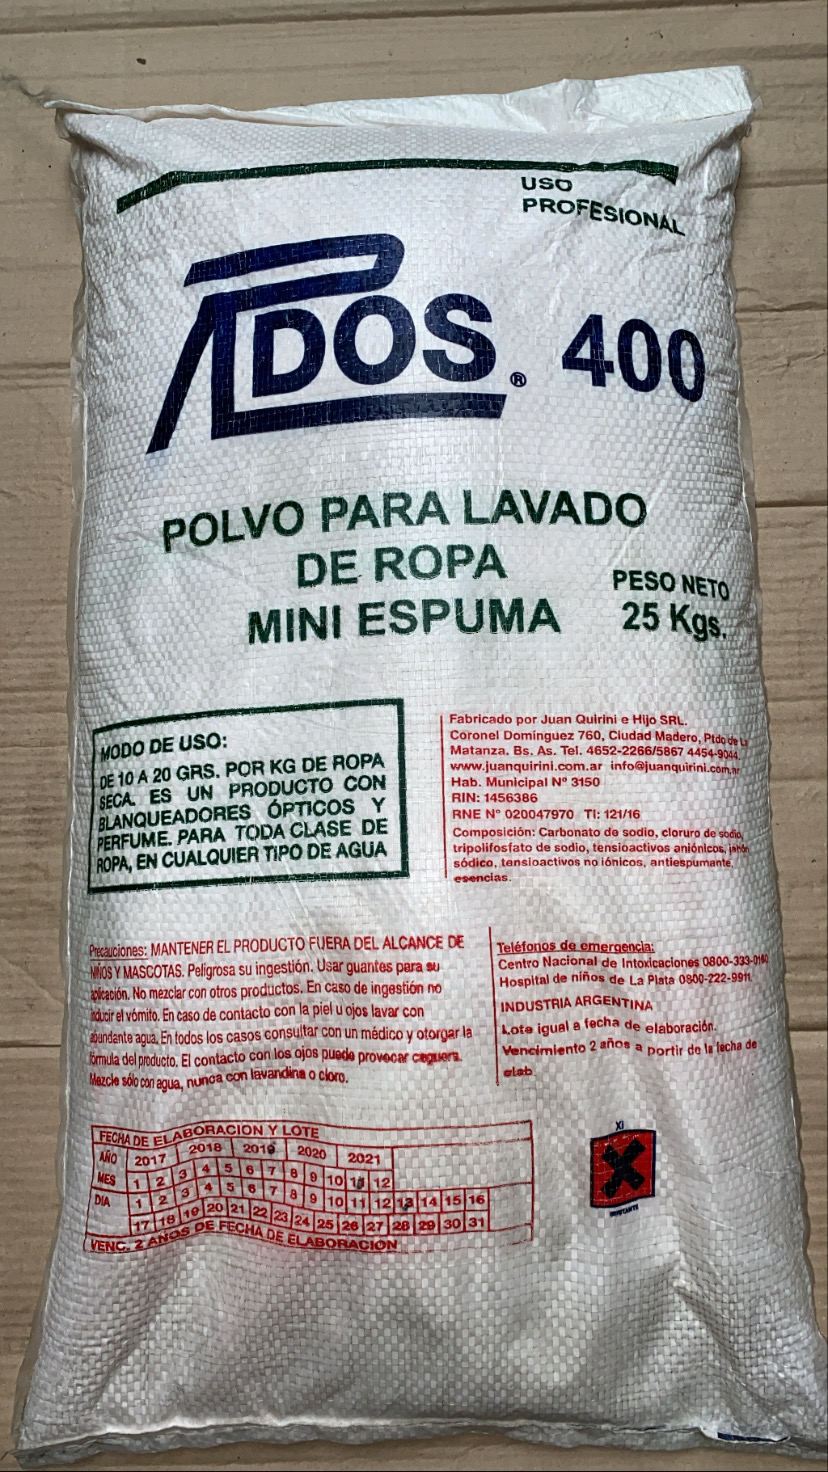 USO
PROFESIONAL
DOS® 400
POLVO PARA LAVADO
DE ROPA
MINI ESPUMA
PESO NETO
25 Kgs.
MODO DE USO:
DE 10 A 20 GRS. POR KG DE ROPA
SECA. ES UN PRODUCTO CON
BLANQUEADORES ÓPTICOS Y
PERFUME. PARA TODA CLASE DE
ROPA, EN CUALQUIER TIPO DE AGUA
Fabricado por Juan Quirini e Hijo SRL.
Coronel Domínguez 760, Ciudad Madero, Ptdo de La
Matanza. Bs. As. Tel. 4652-2266/5867 4454-9044
www.juanquirini.com.ar info@juanquirini.com.ar
Hab. Municipal Nº 3150
RIN: 1456386
RNE Nº 020047970 TI: 121/16
Composición: Carbonato de sodio, cloruro de sodio,
tripolifosfato de sodio, tensioactivos aniónicos, jabón
sódico, tensioactivos no iónicos, antiespumante,
esencias.
Precauciones: MANTENER EL PRODUCTO FUERA DEL ALCANCE DE
NIÑOS Y MASCOTAS. Peligrosa su ingestión. Usar guantes para su
aplicación. No mezclar con otros productos. En caso de ingestión no
inducir el vómito. En caso de contacto con la piel u ojos lavar con
abundante agua. En todos los casos consultar con un médico y otorgar la
fórmula del producto. El contacto con los ojos puede provocar ceguera.
Mezcle sólo con agua, nunca con lavandina o cloro.
Teléfonos de emergencia:
Centro Nacional de Intoxicaciones 0800-333-0160
Hospital de niños de La Plata 0800-222-9911
INDUSTRIA ARGENTINA
Lote igual a fecha de elaboración.
Vencimiento 2 años a partir de la fecha de
elab.
FECHA DE ELABORACION Y LOTE
AÑO 2017 2018 2019 2020 2021
MES 1 2 3 4 5 6 7 8 9 10 11 12
DIA 1 2 3 4 5 6 7 8 9 10 11 12 13 14 15 16
17 18 19 20 21 22 23 24 25 26 27 28 29 30 31
VENC. 2 AÑOS DE FECHA DE ELABORACIÓN
XI
IRRITANTE